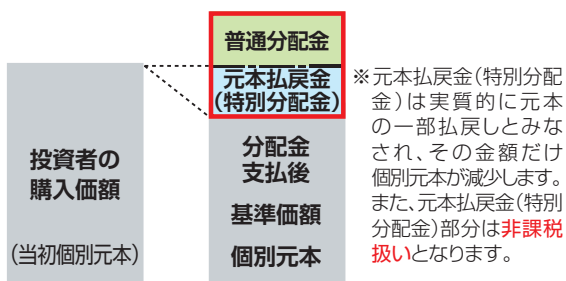 普通分配金
元本払戻金
(特別分配金)
投資者の
購入価額
(当初個別元本)
分配金
支払後
基準価額
個別元本
※元本払戻金(特別分配
金)は実質的に元本
の一部払戻しとみな
され、その金額だけ
個別元本が減少します。
また、元本払戻金(特別
分配金)部分は非課税
扱いとなります。